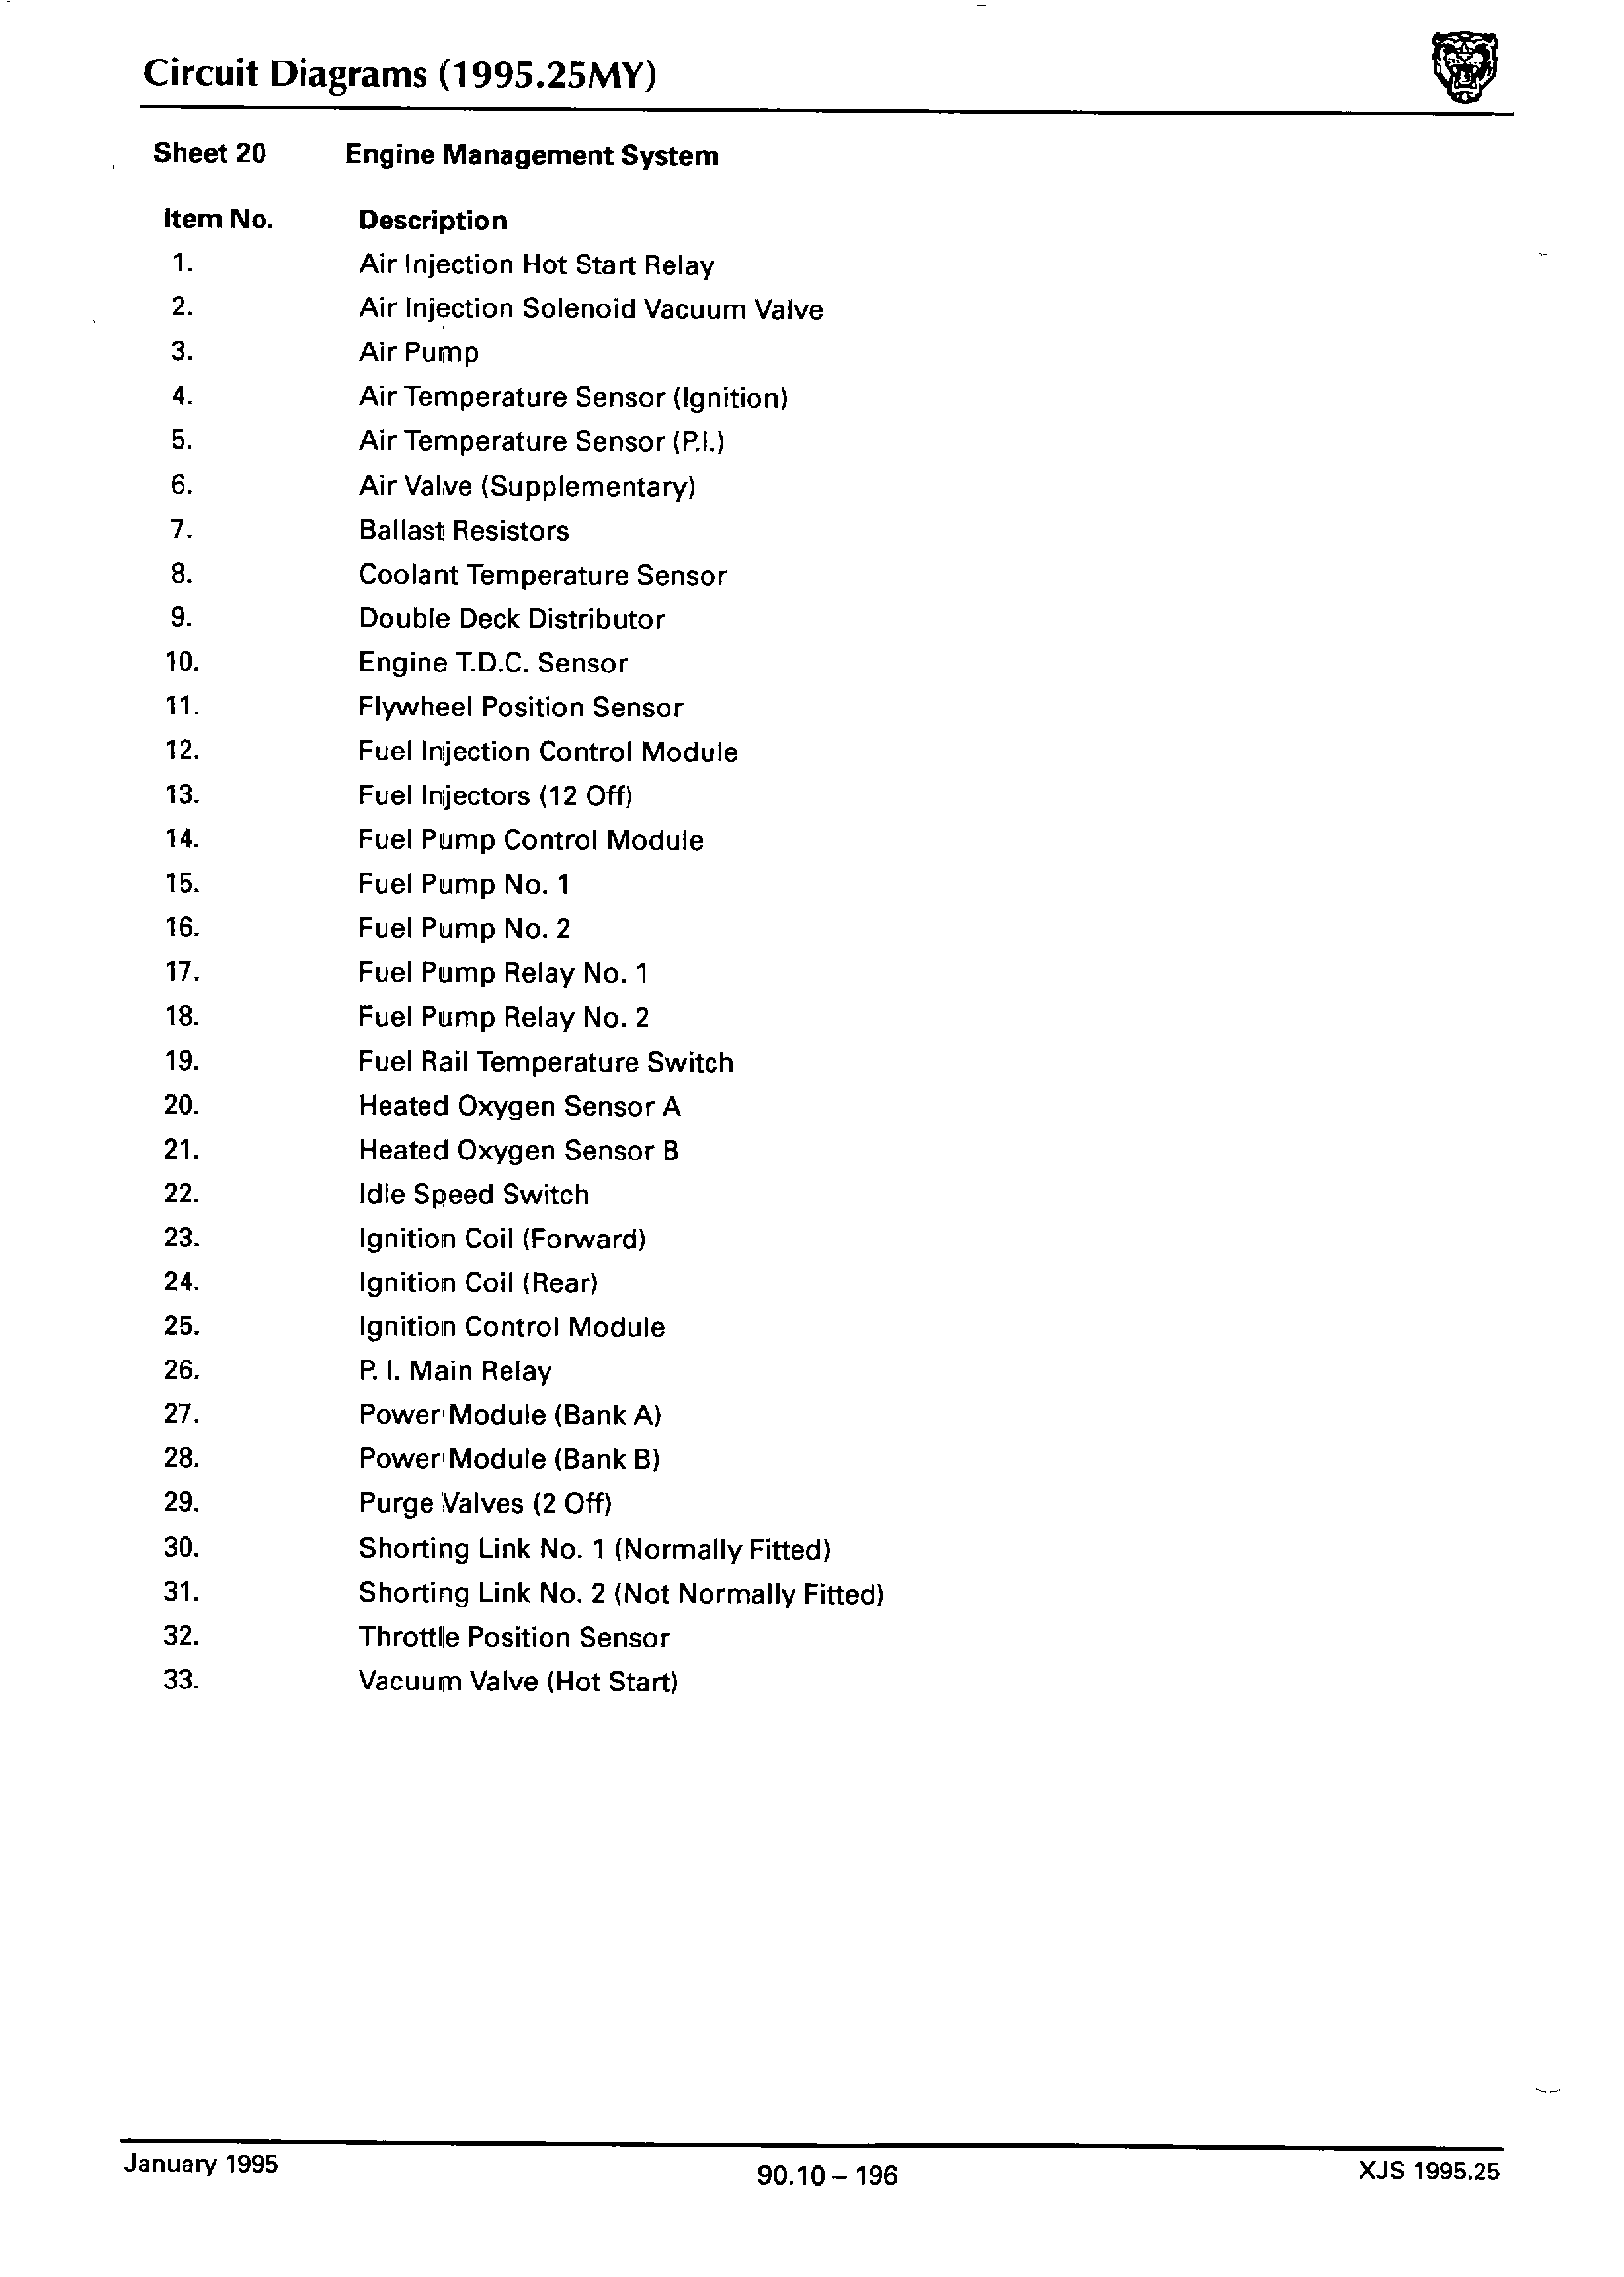 Circuit Diagrams (1995.25MY)
Sheet 20 Engine Management System
Item No. Description
1. Air Injection Hot Start Relay
2. Air Injection Solenoid Vacuum Valve
3. Air Pump
4. Air Temperature Sensor (Ignition)
5. Air Temperature Sensor (P.I.)
6. Air Valve (Supplementary)
7. Ballast Resistors
8. Coolant Temperature Sensor
9. Double Deck Distributor
10. Engine T.D.C. Sensor
11. Flywheel Position Sensor
12. Fuel Injection Control Module
13. Fuel Injectors (12 Off)
14. Fuel Pump Control Module
15. Fuel Pump No. 1
16. Fuel Pump No. 2
17. Fuel Pump Relay No. 1
18. Fuel Pump Relay No. 2
19. Fuel Rail Temperature Switch
20. Heated Oxygen Sensor A
21. Heated Oxygen Sensor B
22. Idle Speed Switch
23. Ignition Coil (Forward)
24. Ignition Coil (Rear)
25. Ignition Control Module
26. P. I. Main Relay
27. Power Module (Bank A)
28. Power Module (Bank B)
29. Purge Valves (2 Off)
30. Shorting Link No. 1 (Normally Fitted)
31. Shorting Link No. 2 (Not Normally Fitted)
32. Throttle Position Sensor
33. Vacuum Valve (Hot Start)
January 1995 90.10 – 196 XJS 1995.25